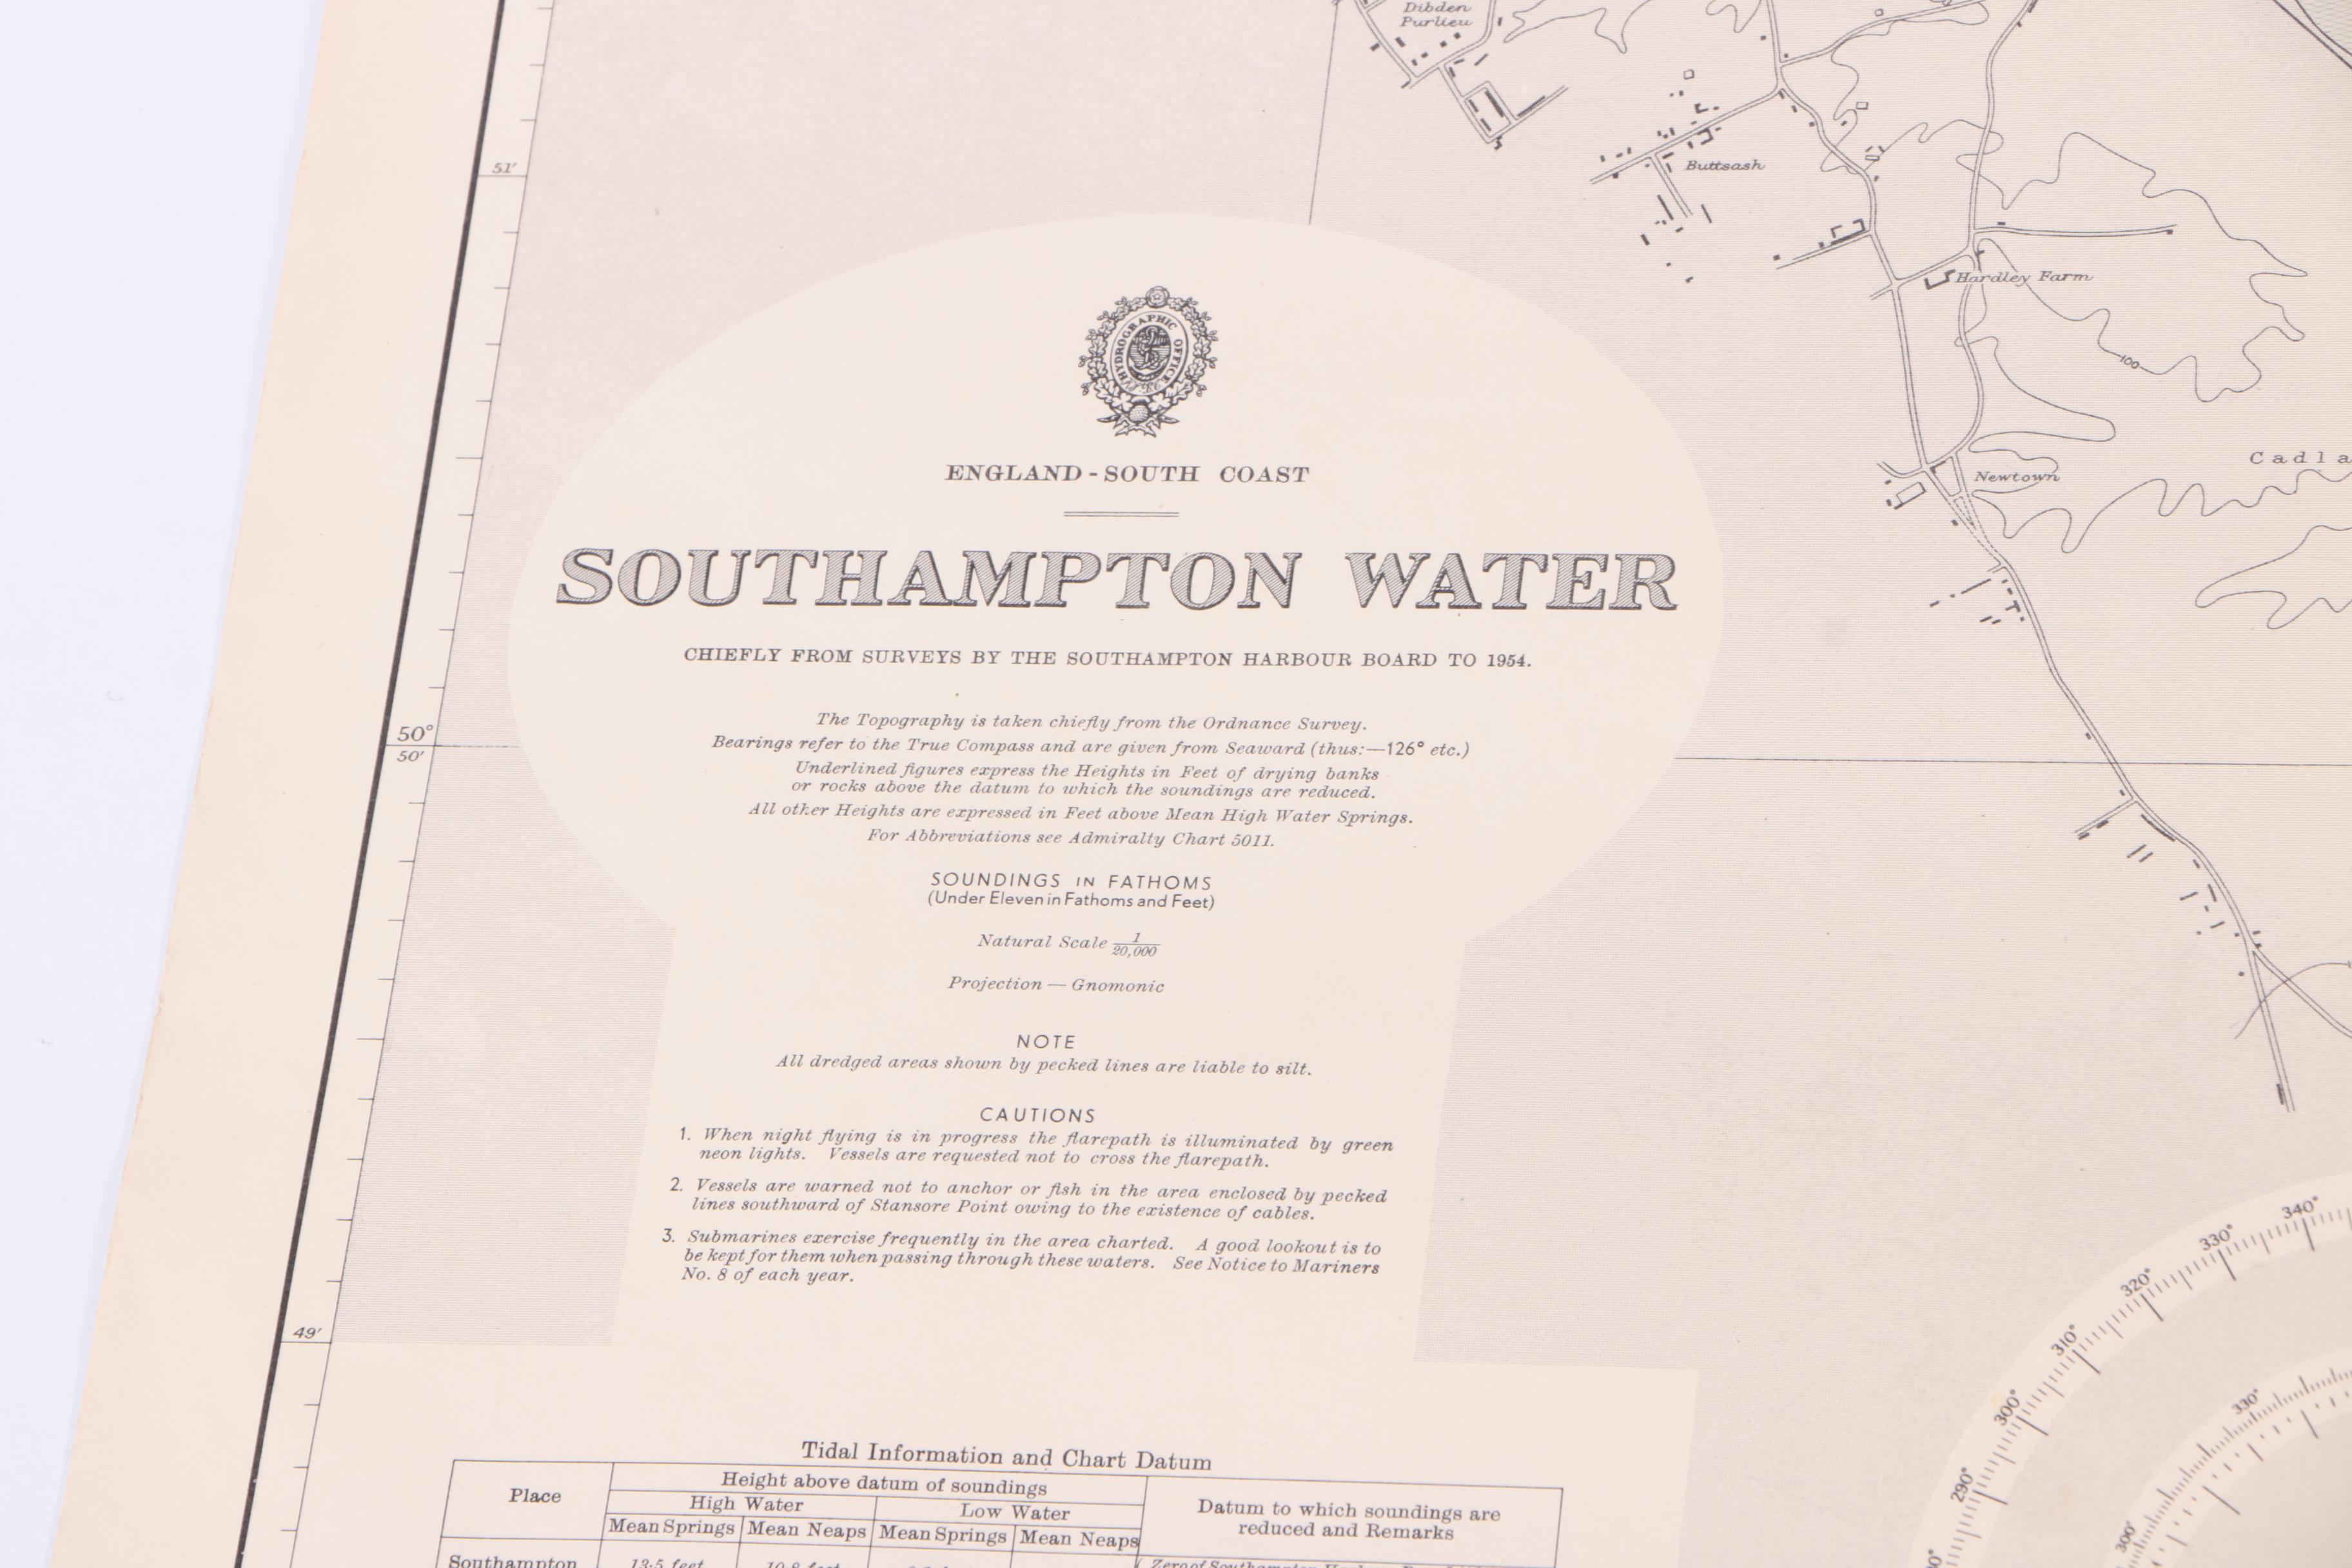 Dibden
Purlieu
51'
Buttsash
Hardley Farm
100
HYDROGRAPHIC OFFICE
ENGLAND - SOUTH COAST
Cadla
Newtown
SOUTHAMPTON WATER
CHIEFLY FROM SURVEYS BY THE SOUTHAMPTON HARBOUR BOARD TO 1954.
The Topography is taken chiefly from the Ordnance Survey.
Bearings refer to the True Compass and are given from Seaward (thus:—126° etc.)
50°
50'
Underlined figures express the Heights in Feet of drying banks
or rocks above the datum to which the soundings are reduced.
All other Heights are expressed in Feet above Mean High Water Springs.
For Abbreviations see Admiralty Chart 5011.
SOUNDINGS IN FATHOMS
(Under Eleven in Fathoms and Feet)
Natural Scale 1/20,000
Projection — Gnomonic
NOTE
All dredged areas shown by pecked lines are liable to silt.
CAUTIONS
1. When night flying is in progress the flarepath is illuminated by green
neon lights. Vessels are requested not to cross the flarepath.
2. Vessels are warned not to anchor or fish in the area enclosed by pecked
lines southward of Stansore Point owing to the existence of cables.
3. Submarines exercise frequently in the area charted. A good lookout is to
be kept for them when passing through these waters. See Notice to Mariners
No. 8 of each year.
49'
340°
330°
320°
310°
300°
290°
330°
300°
Tidal Information and Chart Datum
Place
Height above datum of soundings
High Water
Low Water
Mean Springs
Mean Neaps
Mean Springs
Mean Neaps
Datum to which soundings are
reduced and Remarks
Southampton
13·5 feet